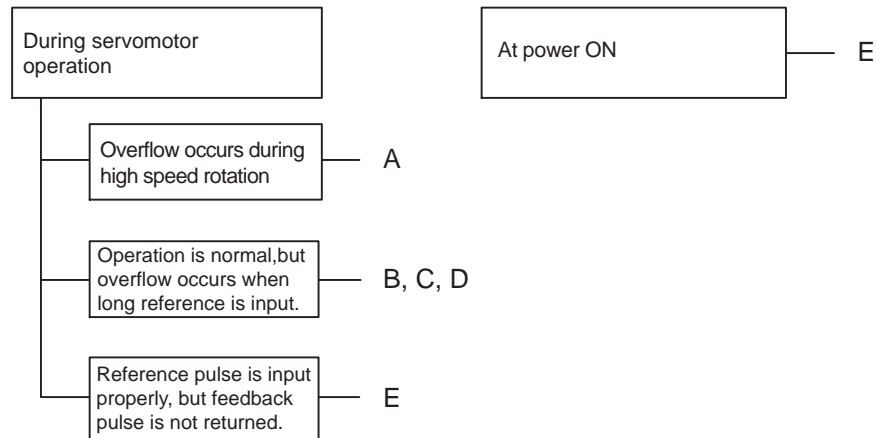 During servomotor
operation
At power ON
E
Overflow occurs during
high speed rotation
A
Operation is normal,but
overflow occurs when
long reference is input.
B, C, D
Reference pulse is input
properly, but feedback
pulse is not returned.
E